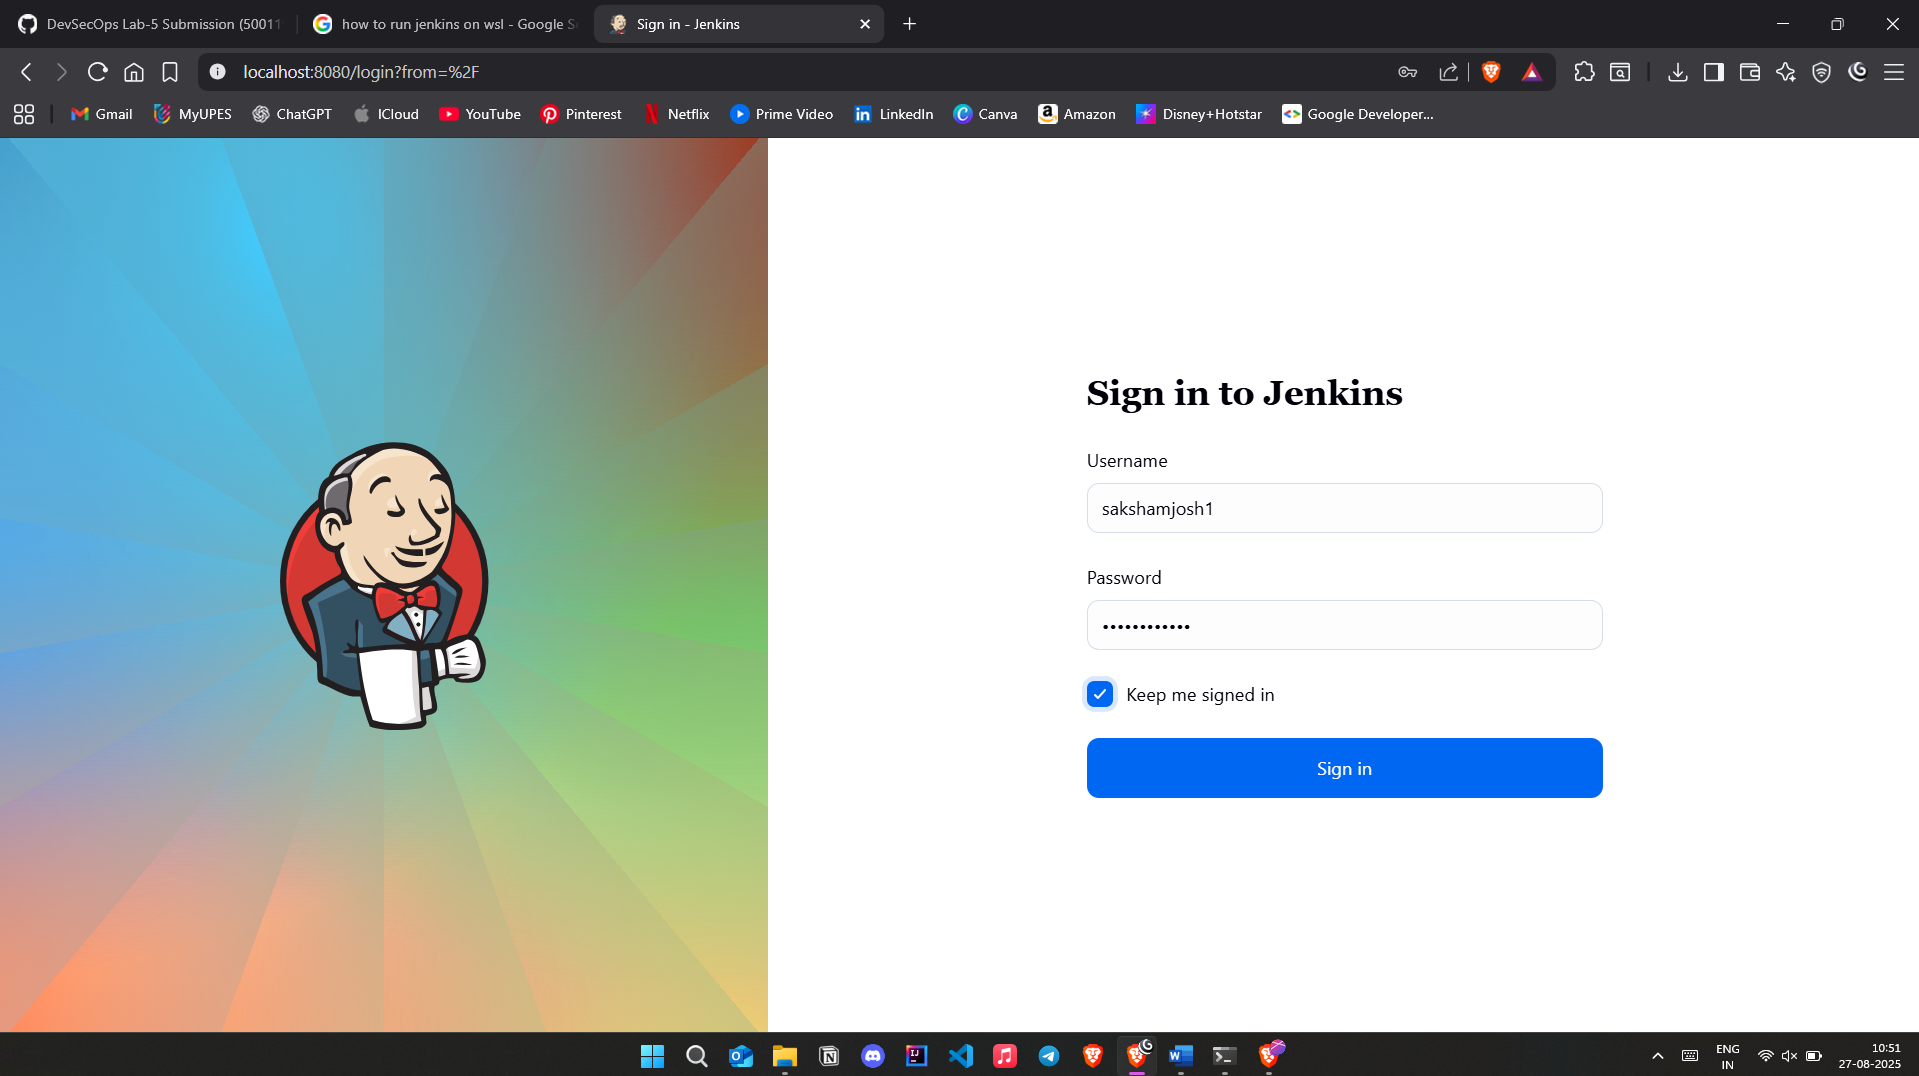 DevSecOps Lab-5 Submission (50011
how to run jenkins on wsl - Google S
Sign in - Jenkins
localhost:8080/login?from=%2F
Gmail
MyUPES
ChatGPT
ICloud
YouTube
Pinterest
Netflix
Prime Video
LinkedIn
Canva
Amazon
Disney+Hotstar
Google Developer...
Sign in to Jenkins
Username
sakshamjosh1
Password
••••••••••••
Keep me signed in
Sign in
ENG
IN
10:51
27-08-2025